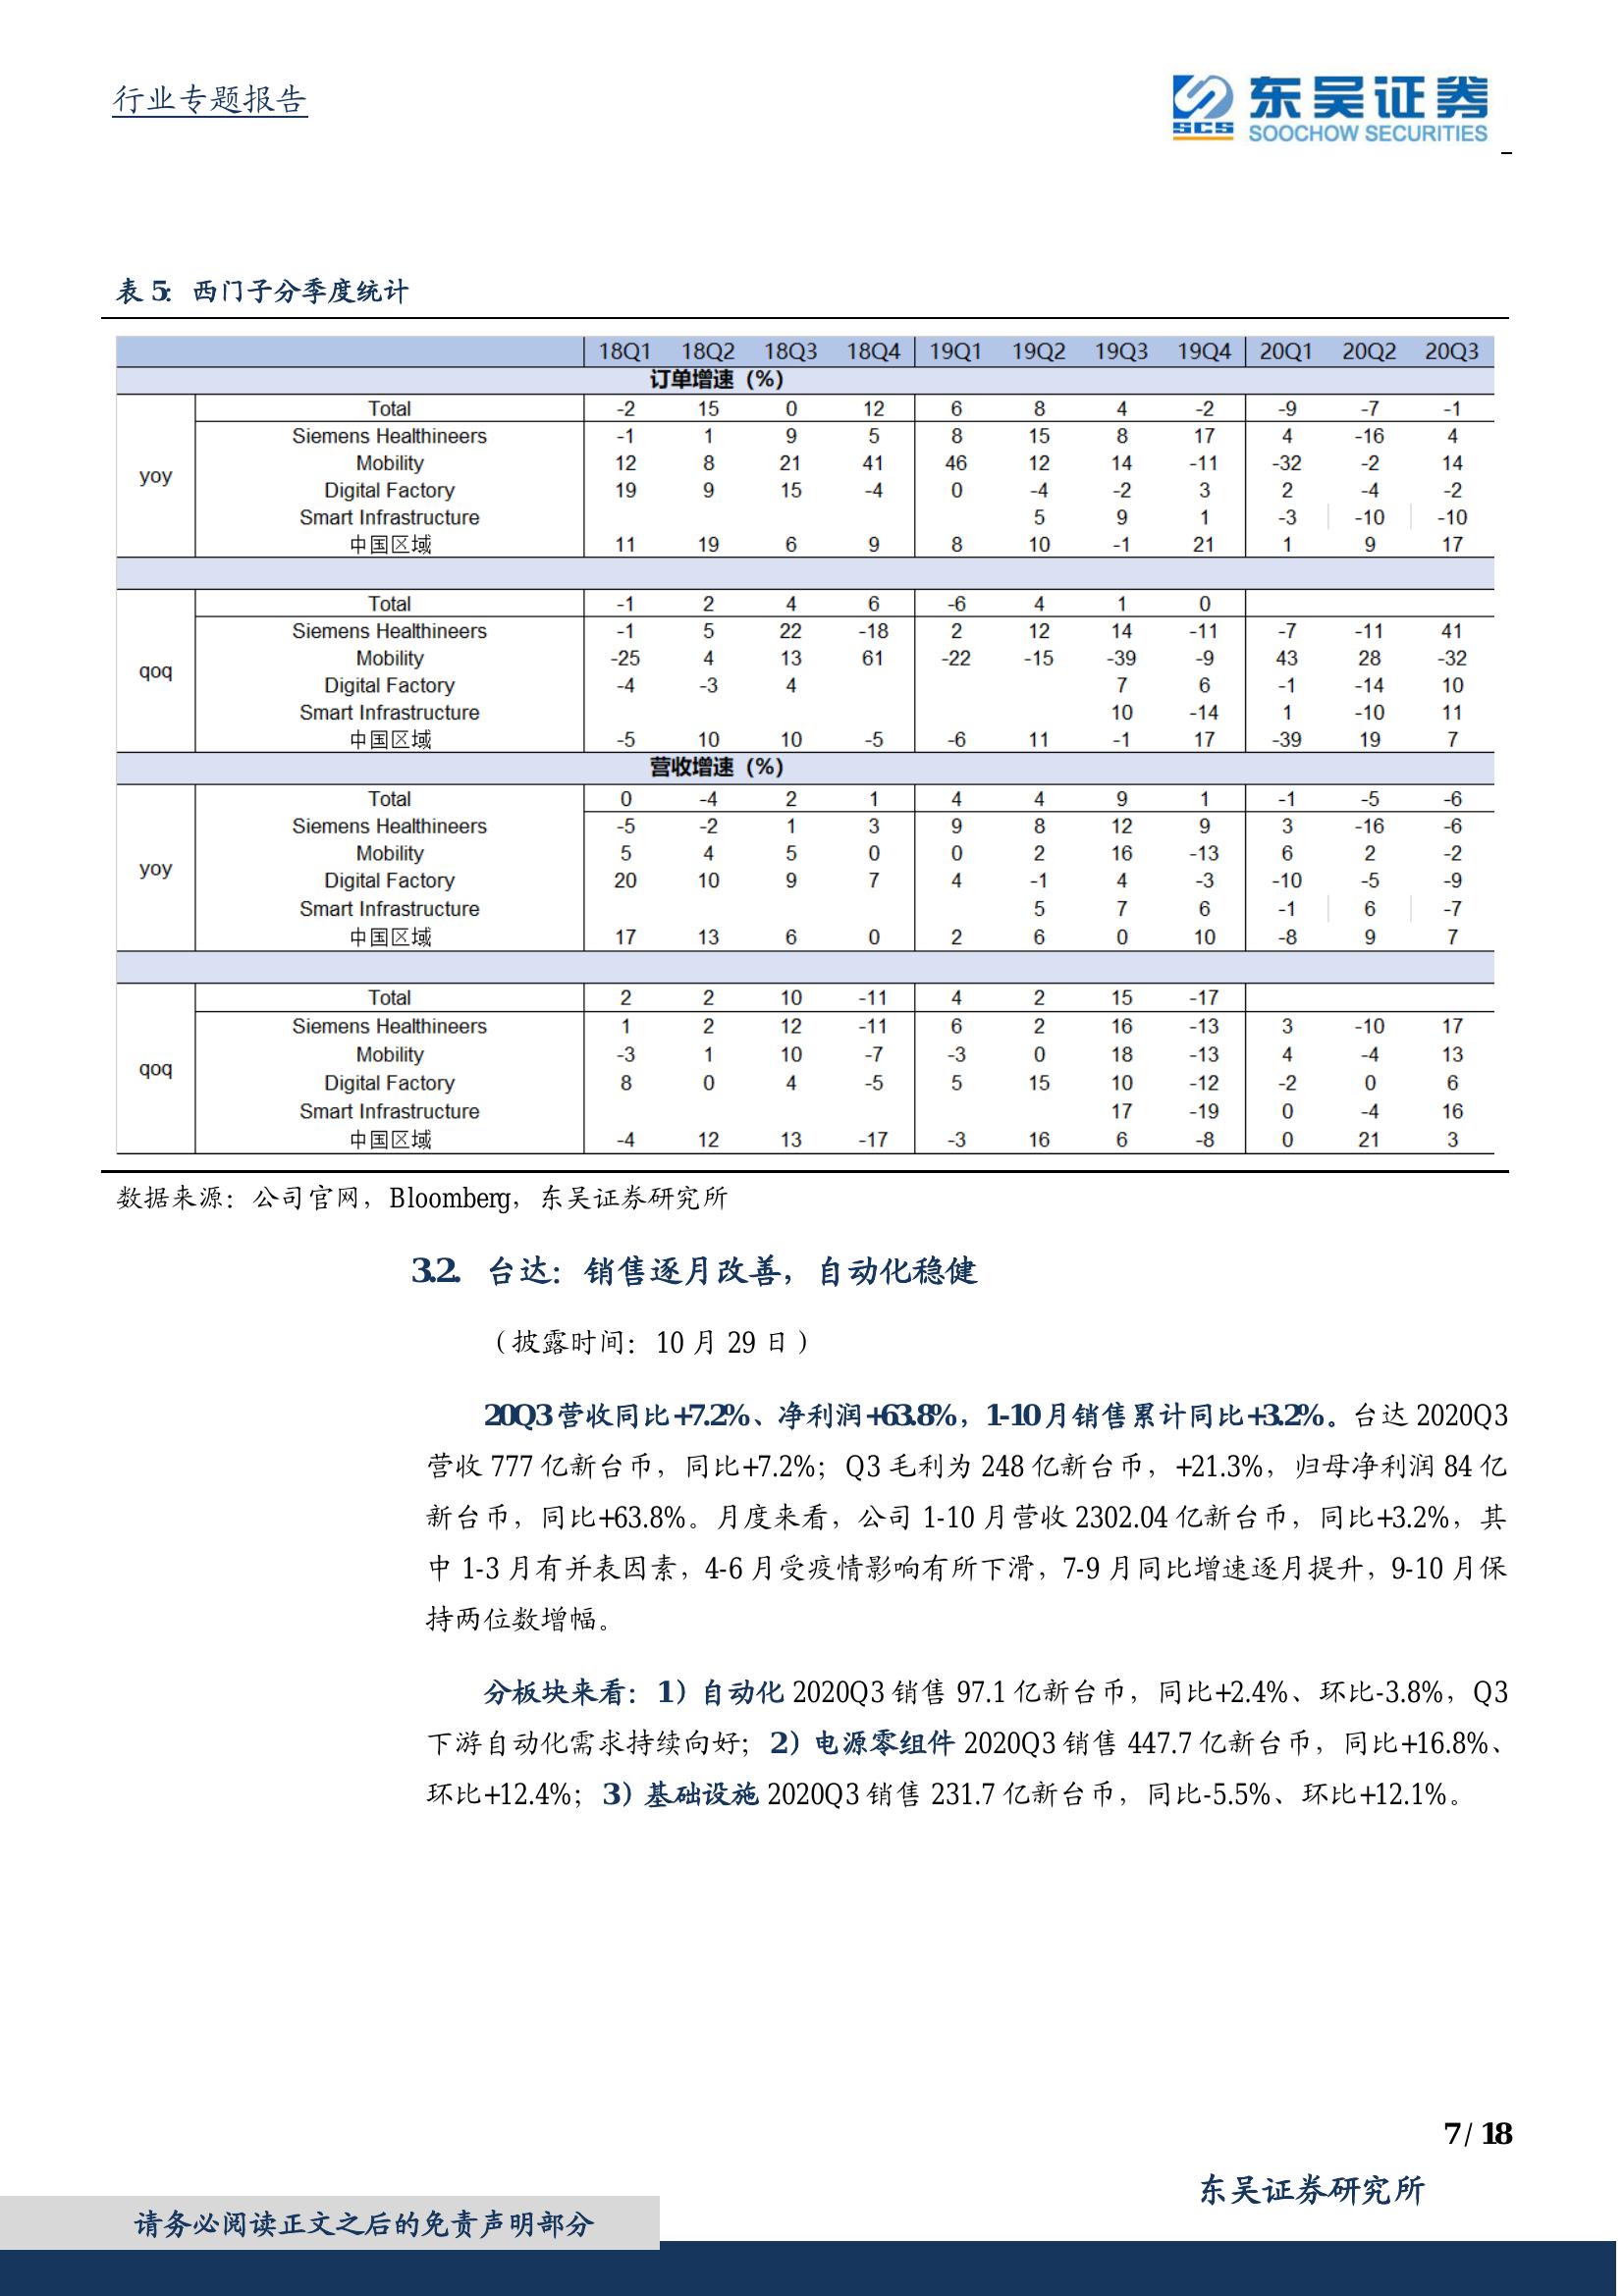 行业专题报告
东吴证券
SCS
SOOCHOW SECURITIES
表 5: 西门子分季度统计
18Q1 18Q2 18Q3 18Q4 19Q1 19Q2 19Q3 19Q4 20Q1 20Q2 20Q3
订单增速（%）
yoy
Total -2 15 0 12 6 8 4 -2 -9 -7 -1
Siemens Healthineers -1 1 9 5 8 15 8 17 4 -16 4
Mobility 12 8 21 41 46 12 14 -11 -32 -2 14
Digital Factory 19 9 15 -4 0 -4 -2 3 2 -4 -2
Smart Infrastructure 5 9 1 -3 -10 -10
中国区域 11 19 6 9 8 10 -1 21 1 9 17
qoq
Total -1 2 4 6 -6 4 1 0
Siemens Healthineers -1 5 22 -18 2 12 14 -11 -7 -11 41
Mobility -25 4 13 61 -22 -15 -39 -9 43 28 -32
Digital Factory -4 -3 4 7 6 -1 -14 10
Smart Infrastructure 10 -14 1 -10 11
中国区域 -5 10 10 -5 -6 11 -1 17 -39 19 7
营收增速（%）
yoy
Total 0 -4 2 1 4 4 9 1 -1 -5 -6
Siemens Healthineers -5 -2 1 3 9 8 12 9 3 -16 -6
Mobility 5 4 5 0 0 2 16 -13 6 2 -2
Digital Factory 20 10 9 7 4 -1 4 -3 -10 -5 -9
Smart Infrastructure 5 7 6 -1 6 -7
中国区域 17 13 6 0 2 6 0 10 -8 9 7
qoq
Total 2 2 10 -11 4 2 15 -17
Siemens Healthineers 1 2 12 -11 6 2 16 -13 3 -10 17
Mobility -3 1 10 -7 -3 0 18 -13 4 -4 13
Digital Factory 8 0 4 -5 5 15 10 -12 -2 0 6
Smart Infrastructure 17 -19 0 -4 16
中国区域 -4 12 13 -17 -3 16 6 -8 0 21 3
数据来源：公司官网，Bloomberg，东吴证券研究所
3.2. 台达：销售逐月改善，自动化稳健
（披露时间：10 月 29 日）
20Q3 营收同比+7.2%、净利润+63.8%，1-10 月销售累计同比+3.2%。台达 2020Q3
营收 777 亿新台币，同比+7.2%；Q3 毛利为 248 亿新台币，+21.3%，归母净利润 84 亿
新台币，同比+63.8%。月度来看，公司 1-10 月营收 2302.04 亿新台币，同比+3.2%，其
中 1-3 月有并表因素，4-6 月受疫情影响有所下滑，7-9 月同比增速逐月提升，9-10 月保
持两位数增幅。
分板块来看：1）自动化 2020Q3 销售 97.1 亿新台币，同比+2.4%、环比-3.8%，Q3
下游自动化需求持续向好；2）电源零组件 2020Q3 销售 447.7 亿新台币，同比+16.8%、
环比+12.4%；3）基础设施 2020Q3 销售 231.7 亿新台币，同比-5.5%、环比+12.1%。
7 / 18
东吴证券研究所
请务必阅读正文之后的免责声明部分